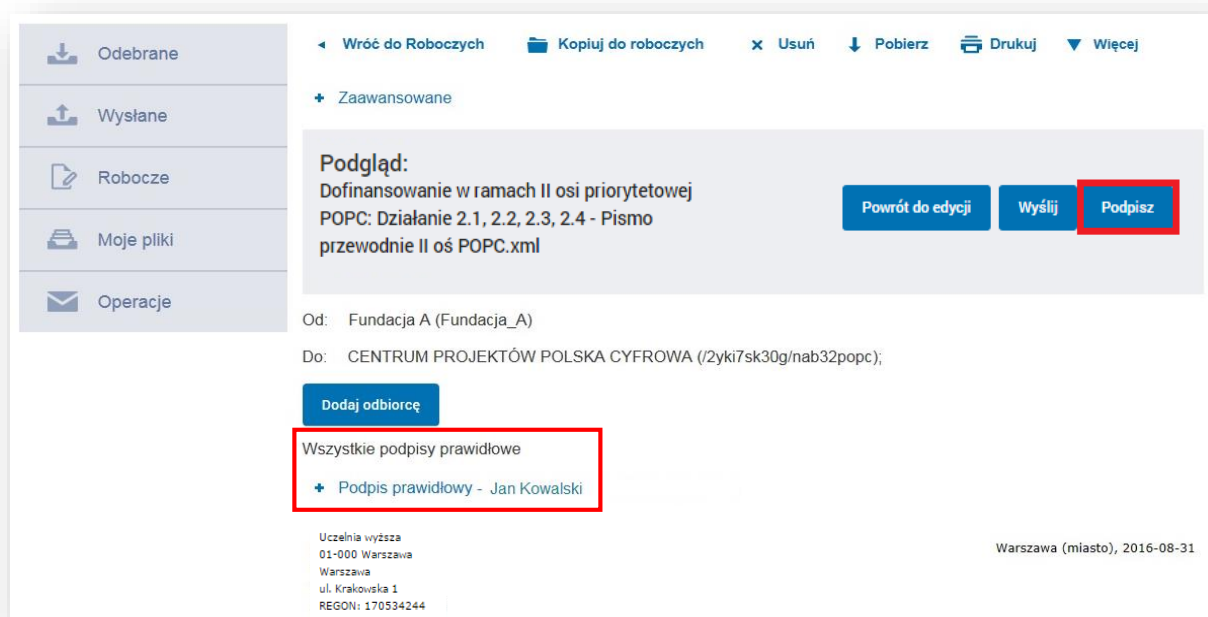 Odebrane
Wysłane
Robocze
Moje pliki
Operacje
Wróć do Roboczych Kopiuj do roboczych Usuń Pobierz Drukuj Więcej
Zaawansowane
Podgląd:
Dofinansowanie w ramach II osi priorytetowej
POPC: Działanie 2.1, 2.2, 2.3, 2.4 - Pismo
przewodnie II oś POPC.xml
Powrót do edycji Wyślij Podpisz
Od: Fundacja A (Fundacja_A)
Do: CENTRUM PROJEKTÓW POLSKA CYFROWA (/2yki7sk30g/nab32popc);
Dodaj odbiorcę
Wszystkie podpisy prawidłowe
Podpis prawidłowy - Jan Kowalski
Uczelnia wyższa
01-000 Warszawa
Warszawa
ul. Krakowska 1
REGON: 170534244
Warszawa (miasto), 2016-08-31